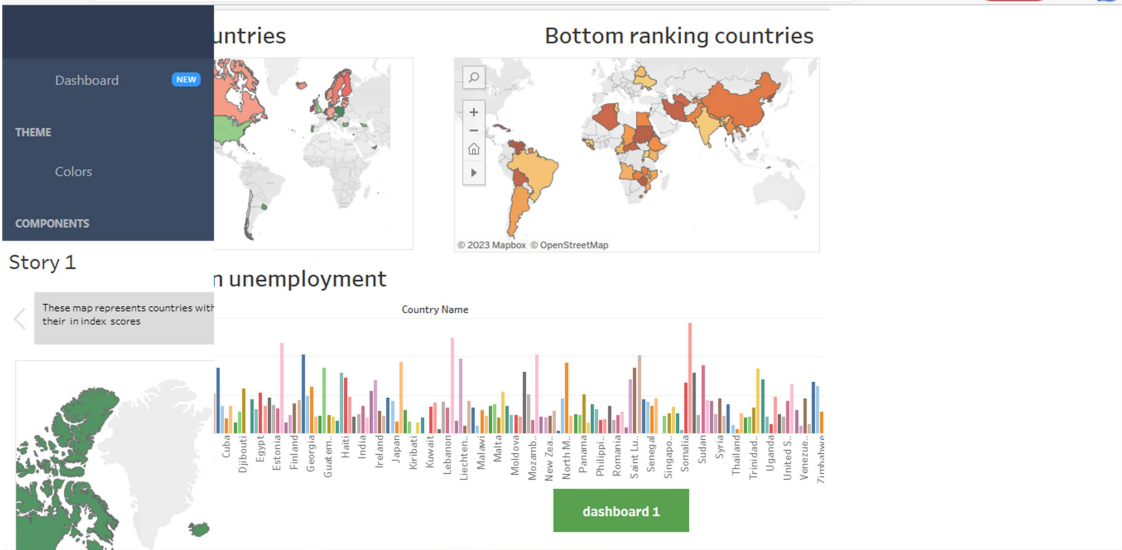 untries
Bottom ranking countries
Dashboard
NEW
THEME
Colors
COMPONENTS
© 2023 Mapbox © OpenStreetMap
Story 1
These map represents countries with
their in index scores
n unemployment
Country Name
Cuba
Djibouti
Egypt
Estonia
Finland
Georgia
Guatem..
Haiti
India
Ireland
Japan
Kiribati
Kuwait
Lebanon
Liechten..
Malawi
Malta
Moldova
Mozamb..
New Zea..
North M..
Panama
Philippi..
Romania
Saint Lu..
Senegal
Singapo..
Somalia
Sudan
Syria
Thailand
Trinidad..
Uganda
United S..
Venezue..
Zimbabwe
dashboard 1